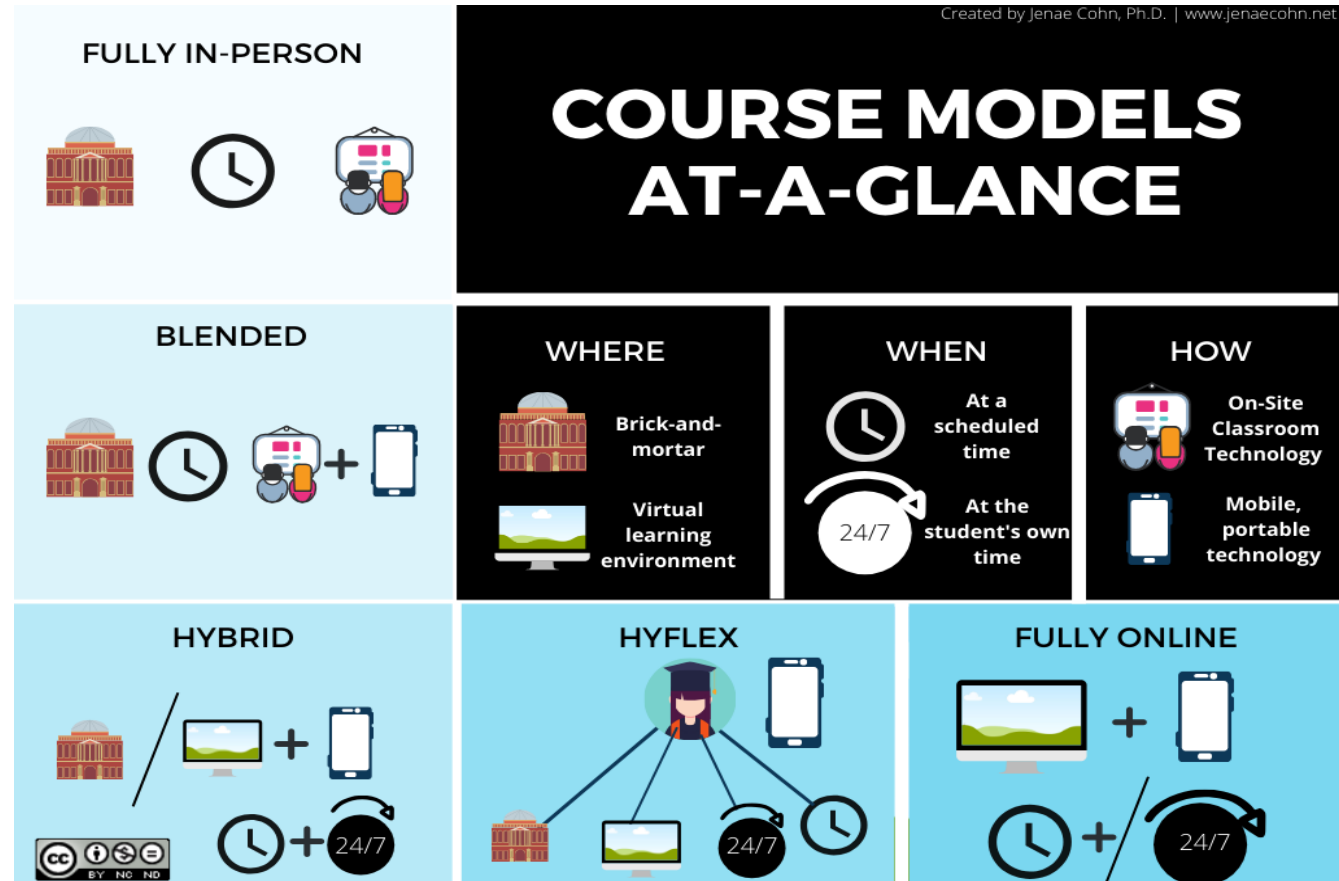 Created by Jenae Cohn, Ph.D. | www.jenaecohn.net
FULLY IN-PERSON
COURSE MODELS
AT-A-GLANCE
BLENDED
WHERE
Brick-and-
mortar
Virtual
learning
environment
WHEN
At a
scheduled
time
24/7
At the
student's own
time
HOW
On-Site
Classroom
Technology
Mobile,
portable
technology
HYBRID
24/7
cc
BY NC ND
HYFLEX
24/7
FULLY ONLINE
24/7